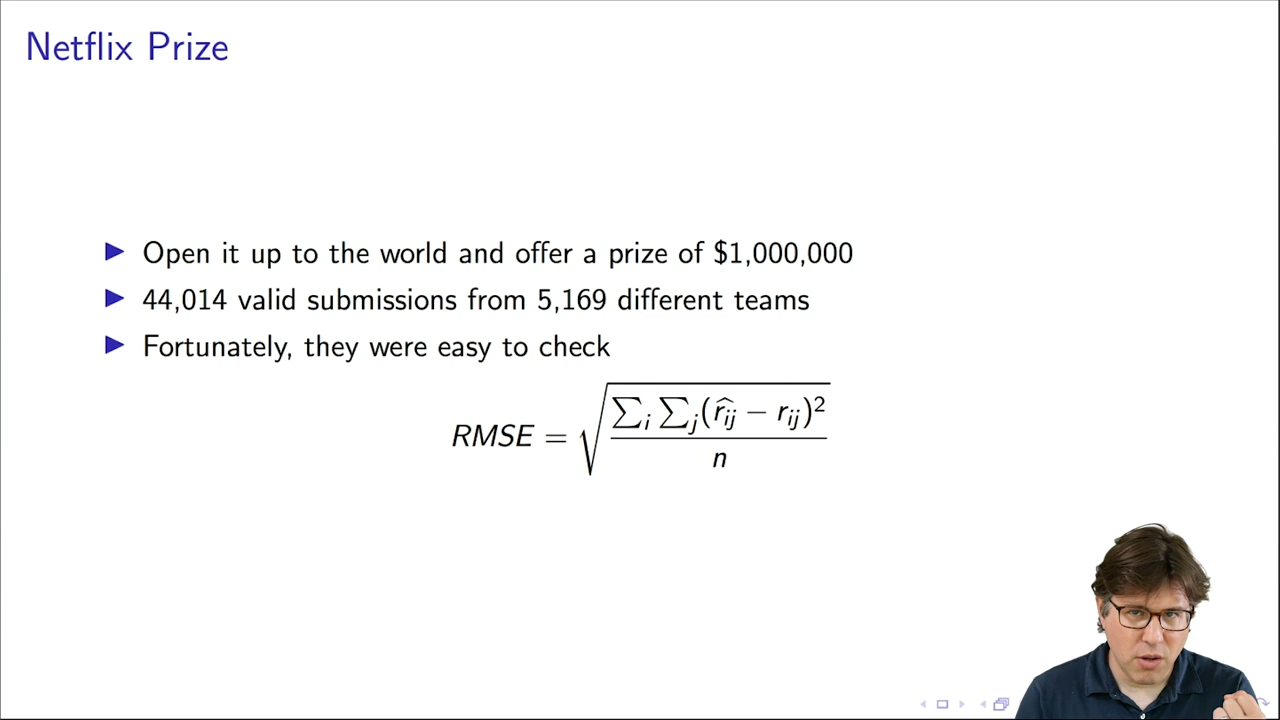 Netflix Prize
Open it up to the world and offer a prize of $1,000,000
44,014 valid submissions from 5,169 different teams
Fortunately, they were easy to check
RMSE = √(∑ᵢ ∑ⱼ(r̂ᵢⱼ − rᵢⱼ)² / n)